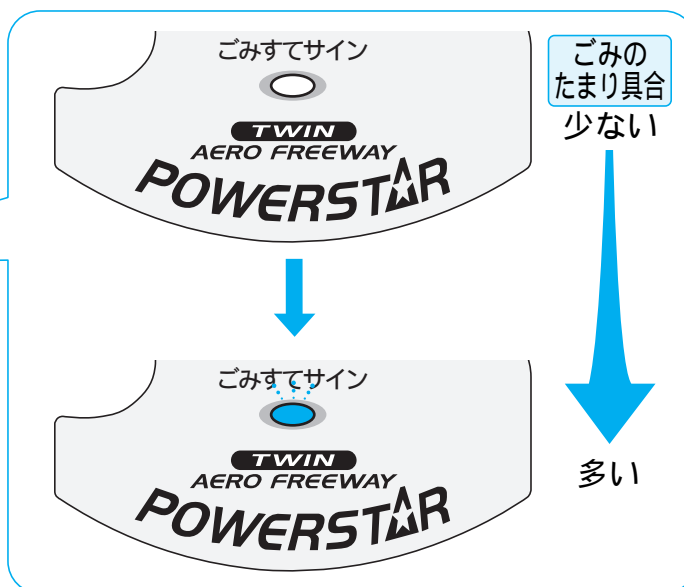 ごみすてサイン
TWIN
AERO FREEWAY
POWERSTAR
ごみの
たまり具合
少ない
ごみすてサイン
TWIN
AERO FREEWAY
POWERSTAR
多い